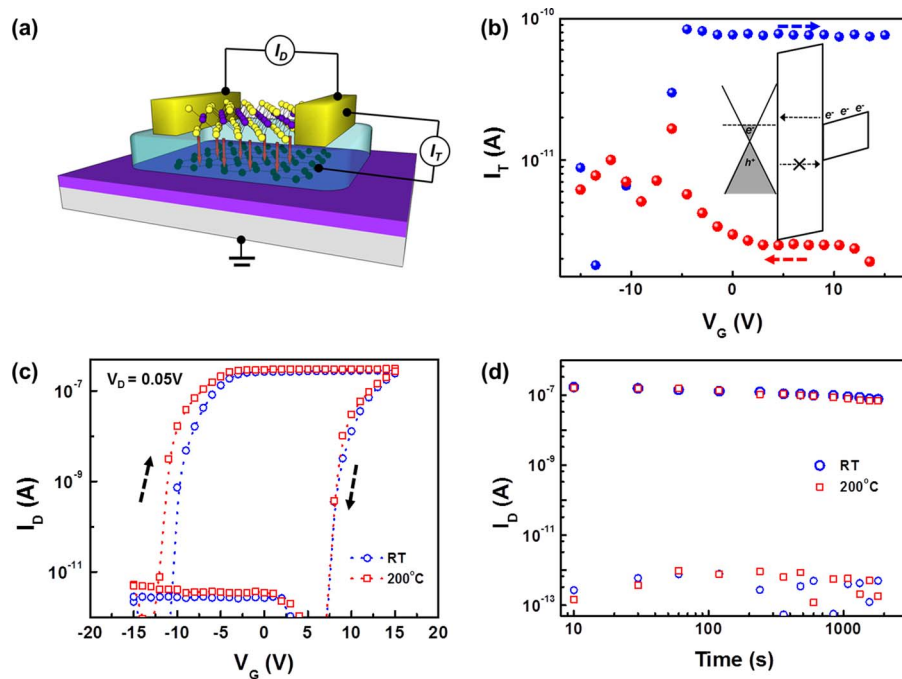 (a)
I_D
I_T
(b)
10^-10
10^-11
I_T (A)
e⁻
h⁺
e⁻ e⁻ e⁻
-10 0 10
V_G (V)
(c)
V_D = 0.05V
10^-7
10^-9
10^-11
I_D (A)
RT
200°C
-20 -15 -10 -5 0 5 10 15 20
V_G (V)
(d)
10^-7
10^-9
10^-11
10^-13
I_D (A)
RT
200°C
10 100 1000
Time (s)